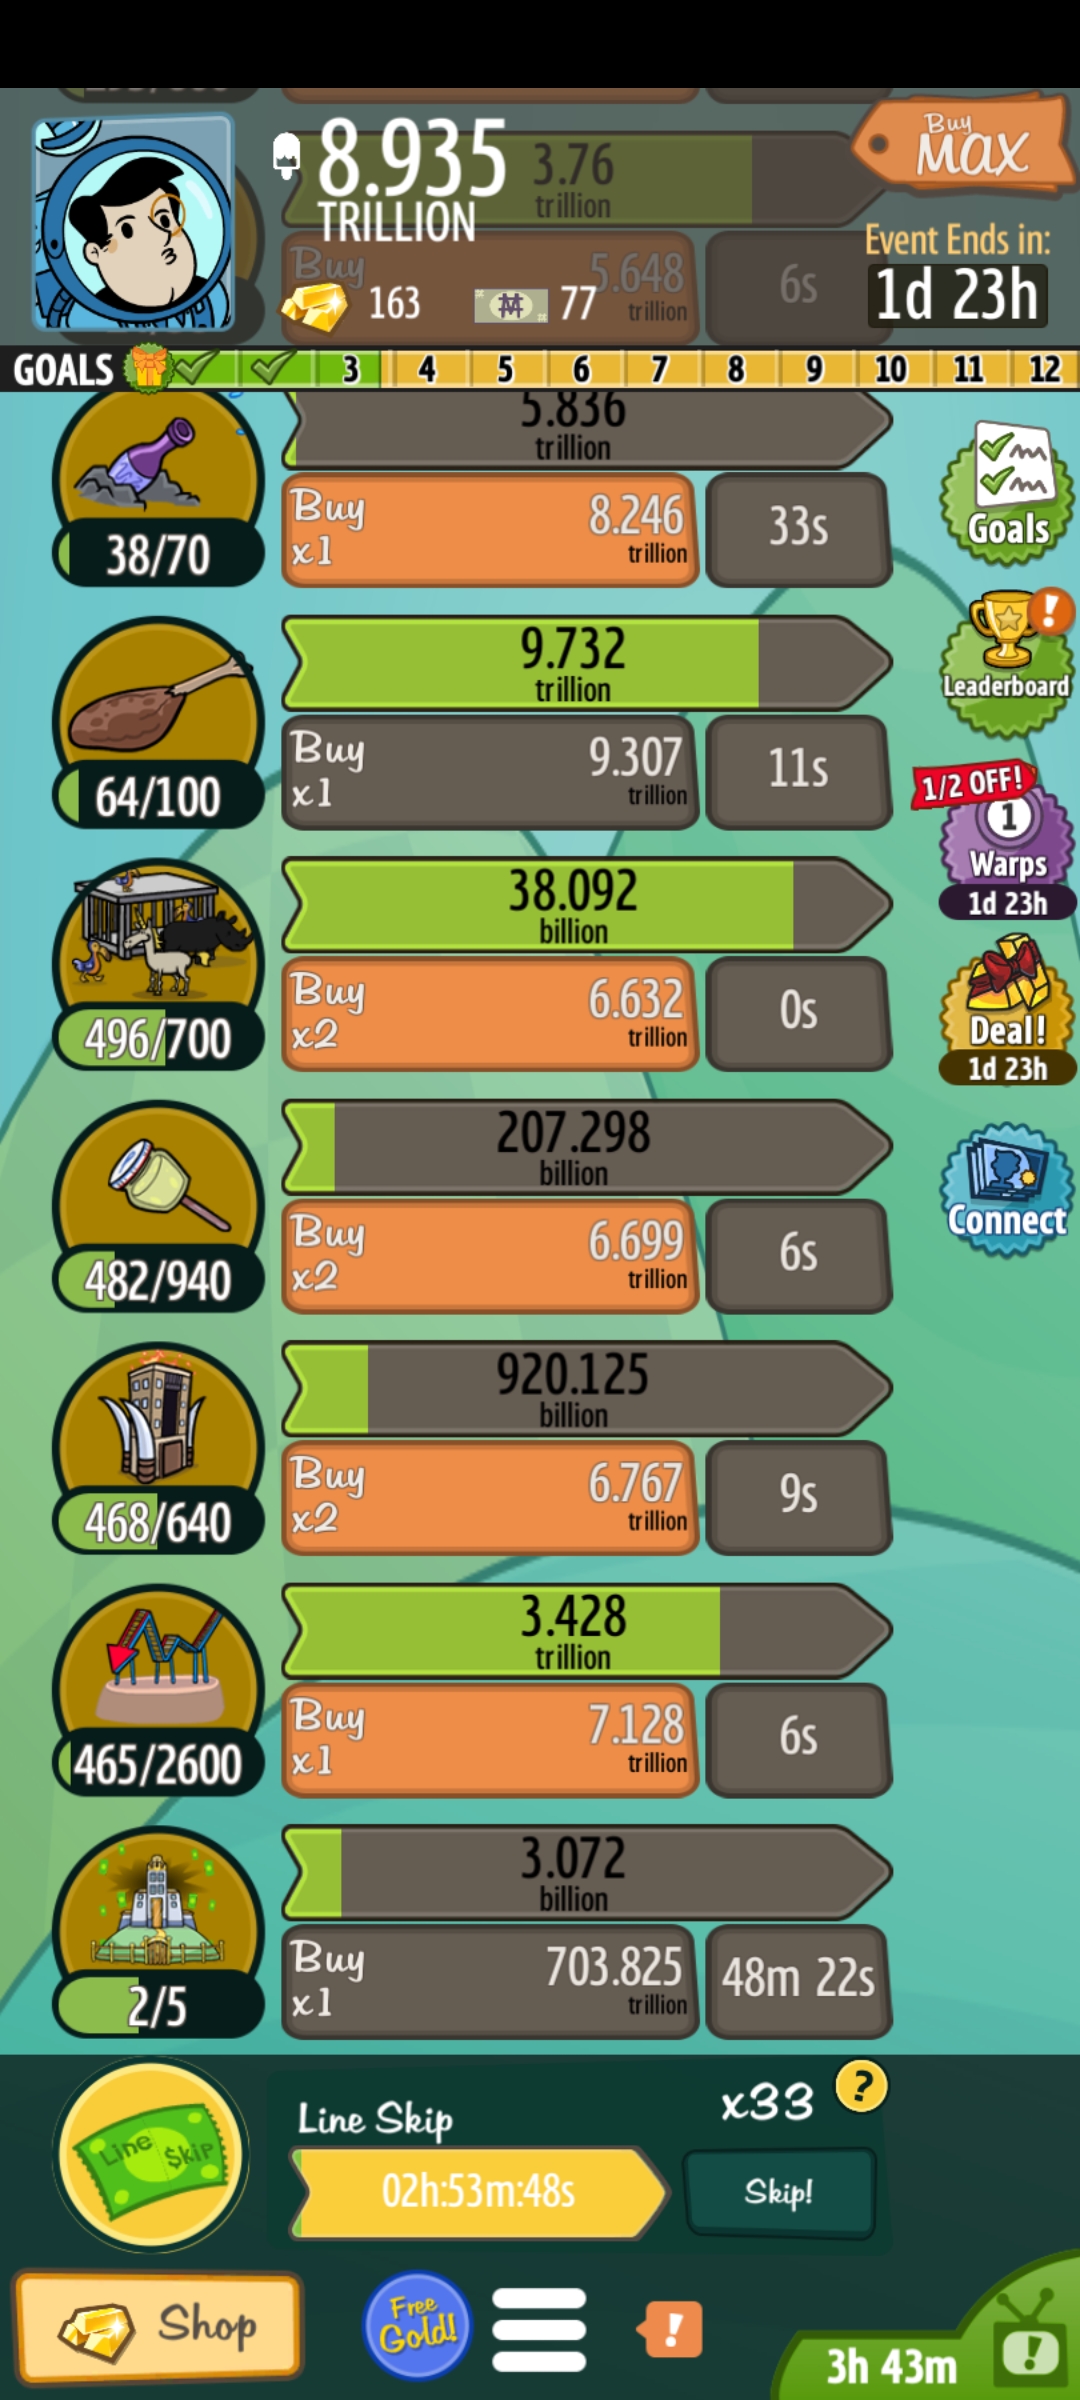 8.935
TRILLION
3.76
trillion
Buy
MAX
Buy
5.648
trillion
6s
163
77
Event Ends in:
1d 23h
GOALS
3
4
5
6
7
8
9
10
11
12
5.836
trillion
38/70
Buy
x1
8.246
trillion
33s
Goals
9.732
trillion
64/100
Buy
x1
9.307
trillion
11s
Leaderboard
1/2 OFF!
1
Warps
1d 23h
38.092
billion
496/700
Buy
x2
6.632
trillion
0s
Deal!
1d 23h
207.298
billion
482/940
Buy
x2
6.699
trillion
6s
Connect
920.125
billion
468/640
Buy
x2
6.767
trillion
9s
3.428
trillion
465/2600
Buy
x1
7.128
trillion
6s
3.072
billion
2/5
Buy
x1
703.825
trillion
48m 22s
Line $kip
Line Skip
x33
?
02h:53m:48s
Skip!
Shop
Free
Gold!
!
3h 43m
!